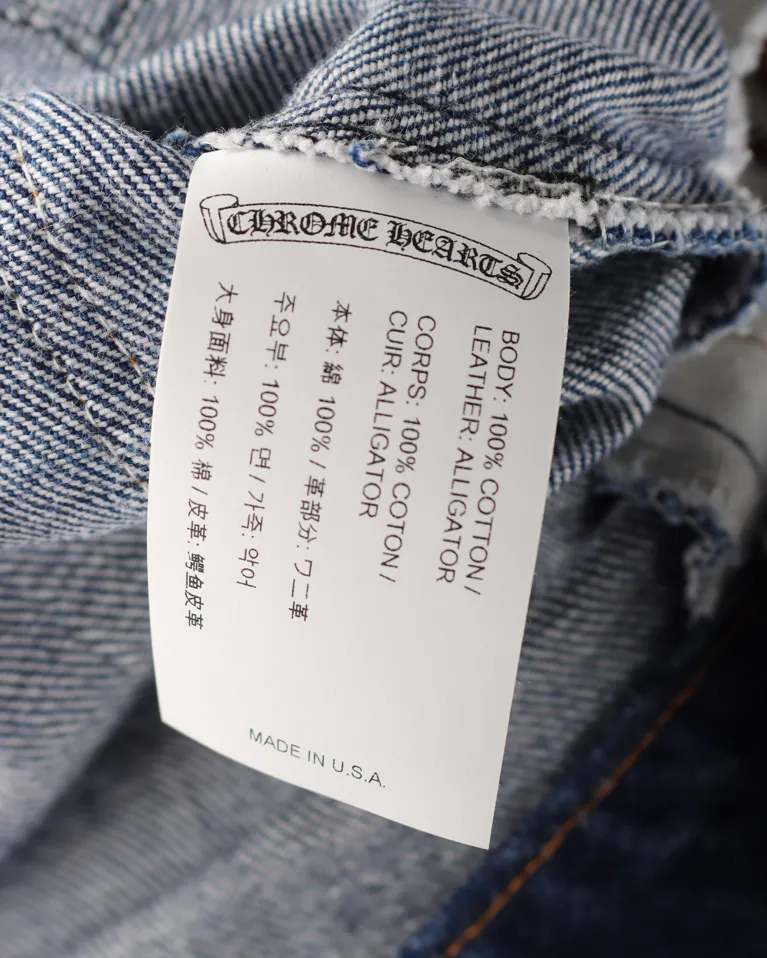 CHROME HEARTS
BODY: 100% COTTON /
LEATHER: ALLIGATOR
CORPS: 100% COTON /
CUIR: ALLIGATOR
本体: 綿 100% / 革部分: ワニ革
주요부: 100% 면 / 가죽: 악어
大身面料: 100% 棉 / 皮革: 鳄鱼皮革
MADE IN U.S.A.